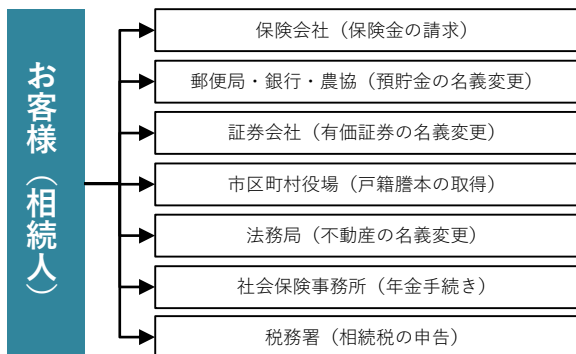 お客様（相続人）
保険会社（保険金の請求）
郵便局・銀行・農協（預貯金の名義変更）
証券会社（有価証券の名義変更）
市区町村役場（戸籍謄本の取得）
法務局（不動産の名義変更）
社会保険事務所（年金手続き）
税務署（相続税の申告）